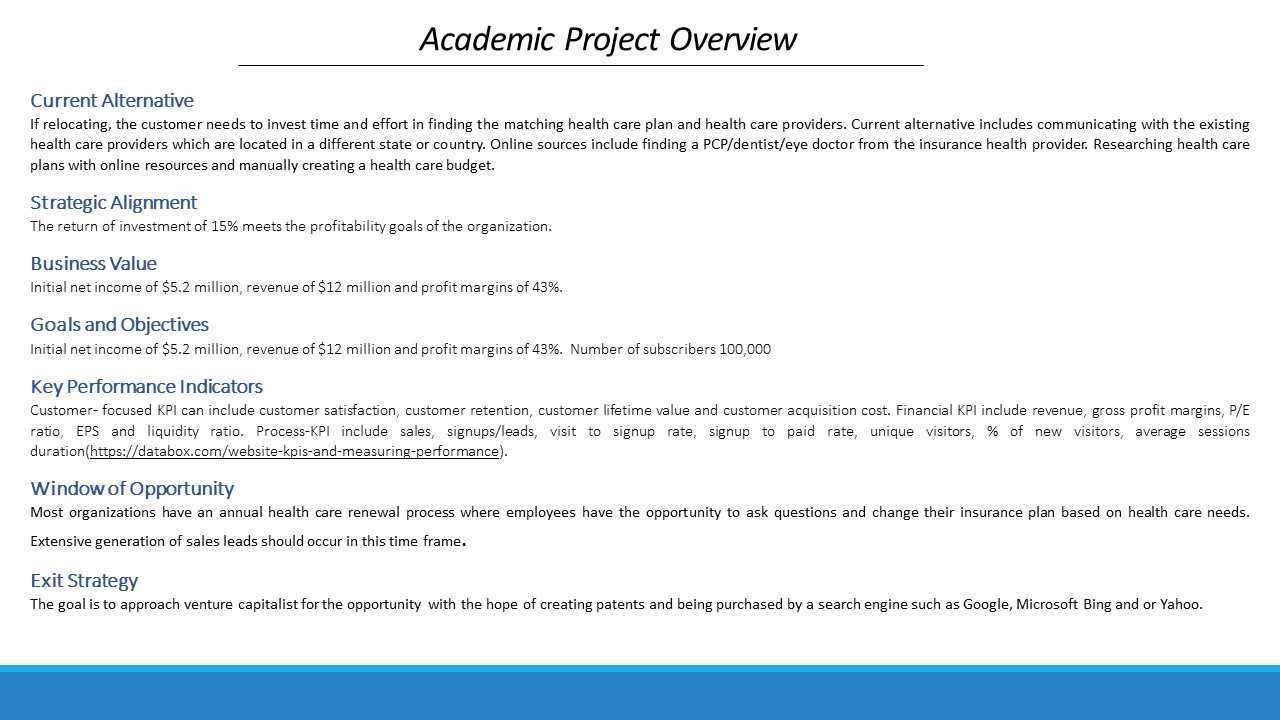 Academic Project Overview
Current Alternative
If relocating, the customer needs to invest time and effort in finding the matching health care plan and health care providers. Current alternative includes communicating with the existing
health care providers which are located in a different state or country. Online sources include finding a PCP/dentist/eye doctor from the insurance health provider. Researching health care
plans with online resources and manually creating a health care budget.
Strategic Alignment
The return of investment of 15% meets the profitability goals of the organization.
Business Value
Initial net income of $5.2 million, revenue of $12 million and profit margins of 43%.
Goals and Objectives
Initial net income of $5.2 million, revenue of $12 million and profit margins of 43%.  Number of subscribers 100,000
Key Performance Indicators
Customer- focused KPI can include customer satisfaction, customer retention, customer lifetime value and customer acquisition cost. Financial KPI include revenue, gross profit margins, P/E
ratio, EPS and liquidity ratio. Process-KPI include sales, signups/leads, visit to signup rate, signup to paid rate, unique visitors, % of new visitors, average sessions
duration(https://databox.com/website-kpis-and-measuring-performance).
Window of Opportunity
Most organizations have an annual health care renewal process where employees have the opportunity to ask questions and change their insurance plan based on health care needs.
Extensive generation of sales leads should occur in this time frame.
Exit Strategy
The goal is to approach venture capitalist for the opportunity with the hope of creating patents and being purchased by a search engine such as Google, Microsoft Bing and or Yahoo.